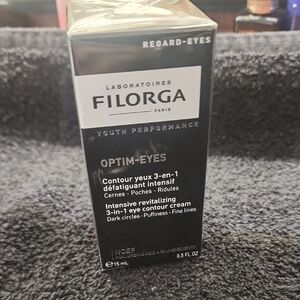 REGARD-EYES
LABORATOIRES
FILORGA
PARIS
YOUTH PERFORMANCE
OPTIM-EYES
Contour yeux 3-en-1
défatiguant intensif
Cernes - Poches - Ridules
Intensive revitalizing
3-in-1 eye contour cream
Dark circles - Puffiness - Fine lines
NCEF
e 15 mL
0.5 FL. OZ